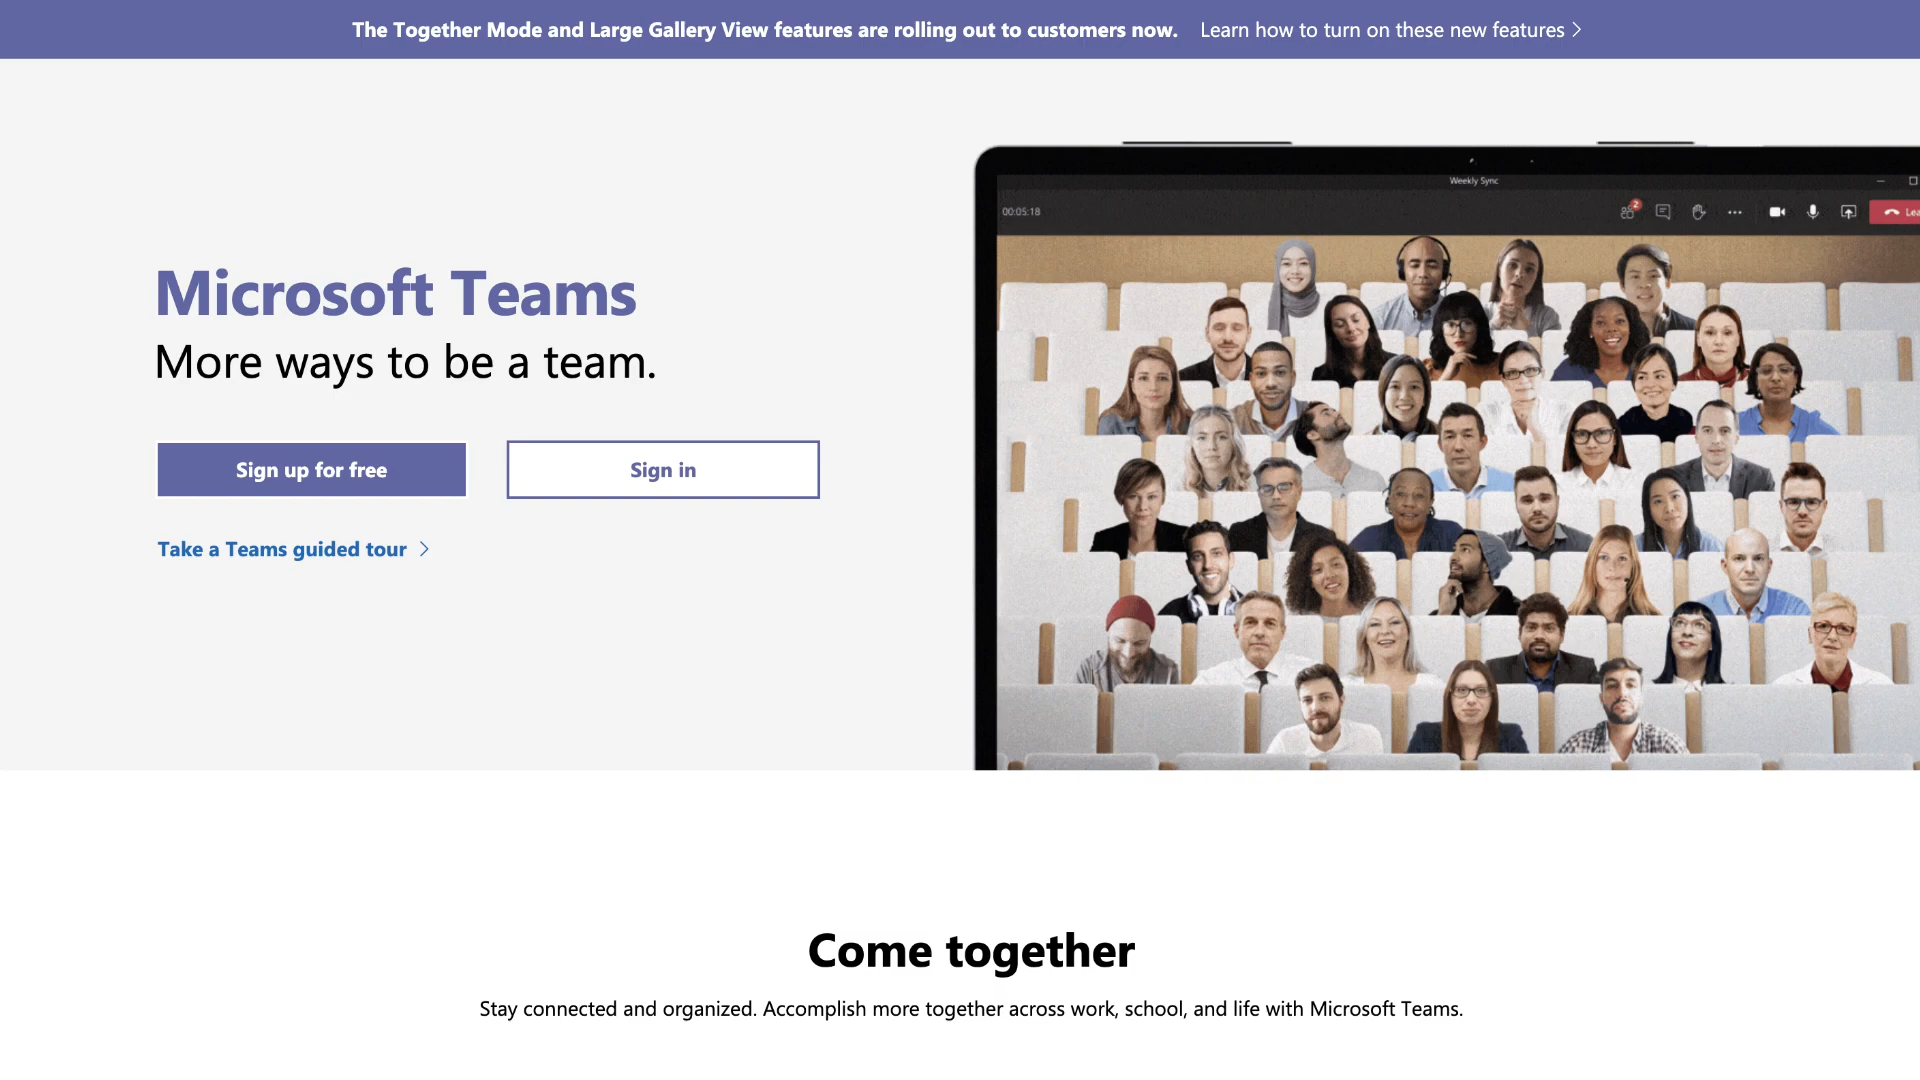 The Together Mode and Large Gallery View features are rolling out to customers now. Learn how to turn on these new features
Weekly Sync
00:05:18
2
Lea
Microsoft Teams
More ways to be a team.
Sign up for free
Sign in
Take a Teams guided tour
Come together
Stay connected and organized. Accomplish more together across work, school, and life with Microsoft Teams.